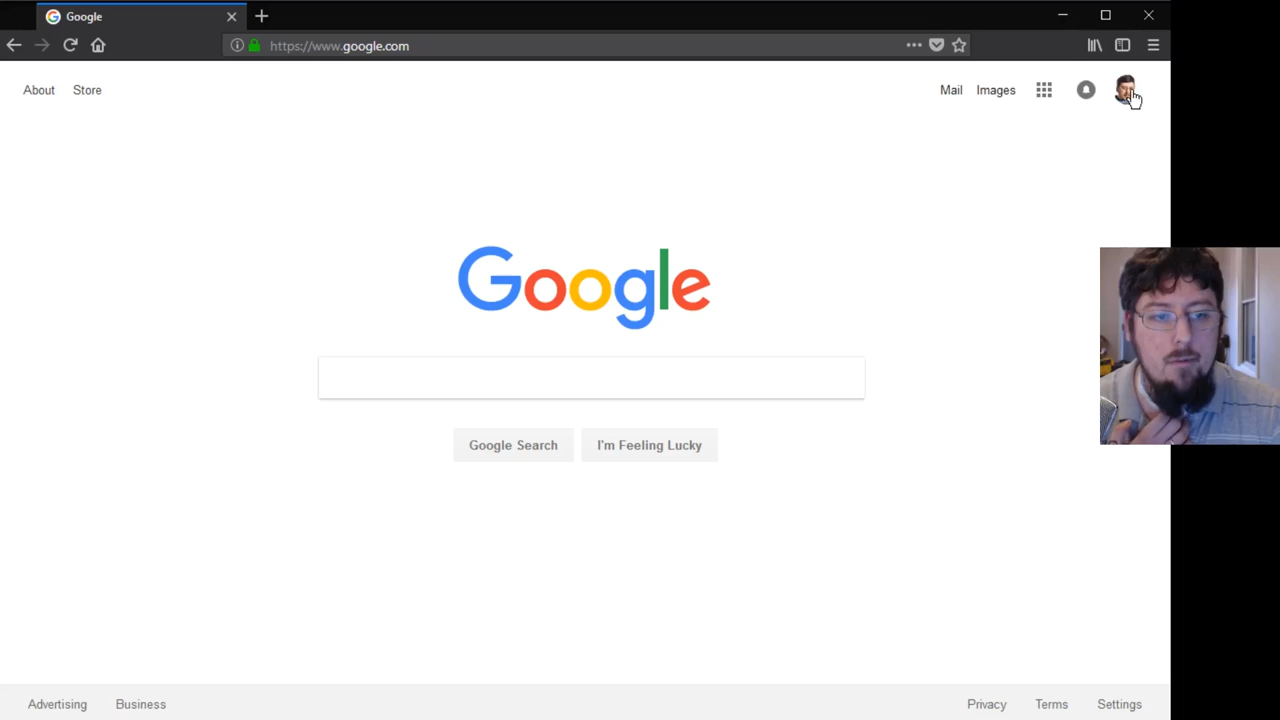 Google
https://www.google.com
About Store Mail Images
Google
Google Search I'm Feeling Lucky
Advertising Business Privacy Terms Settings